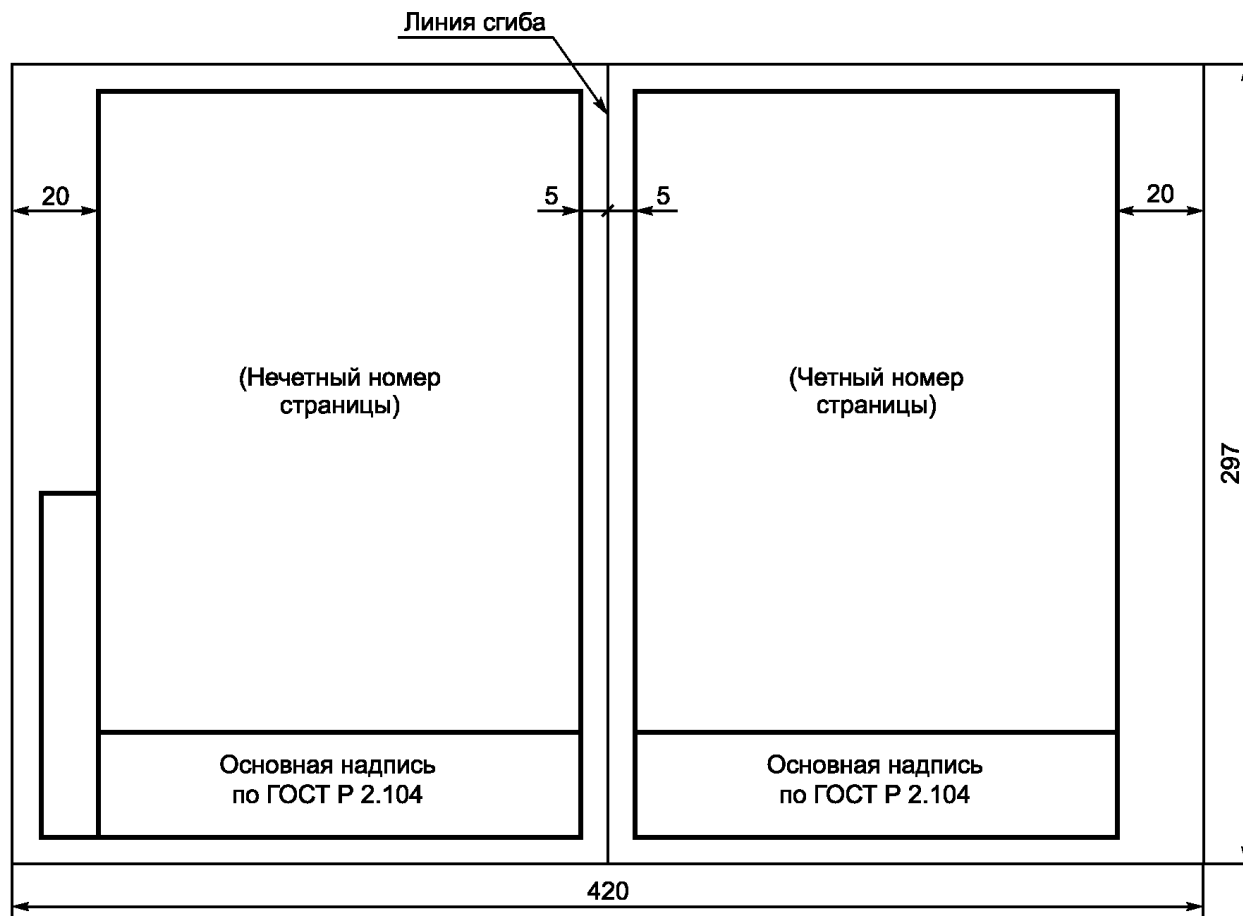 Линия сгиба
20
5
5
20
(Нечетный номер
страницы)
(Четный номер
страницы)
297
Основная надпись
по ГОСТ Р 2.104
Основная надпись
по ГОСТ Р 2.104
420